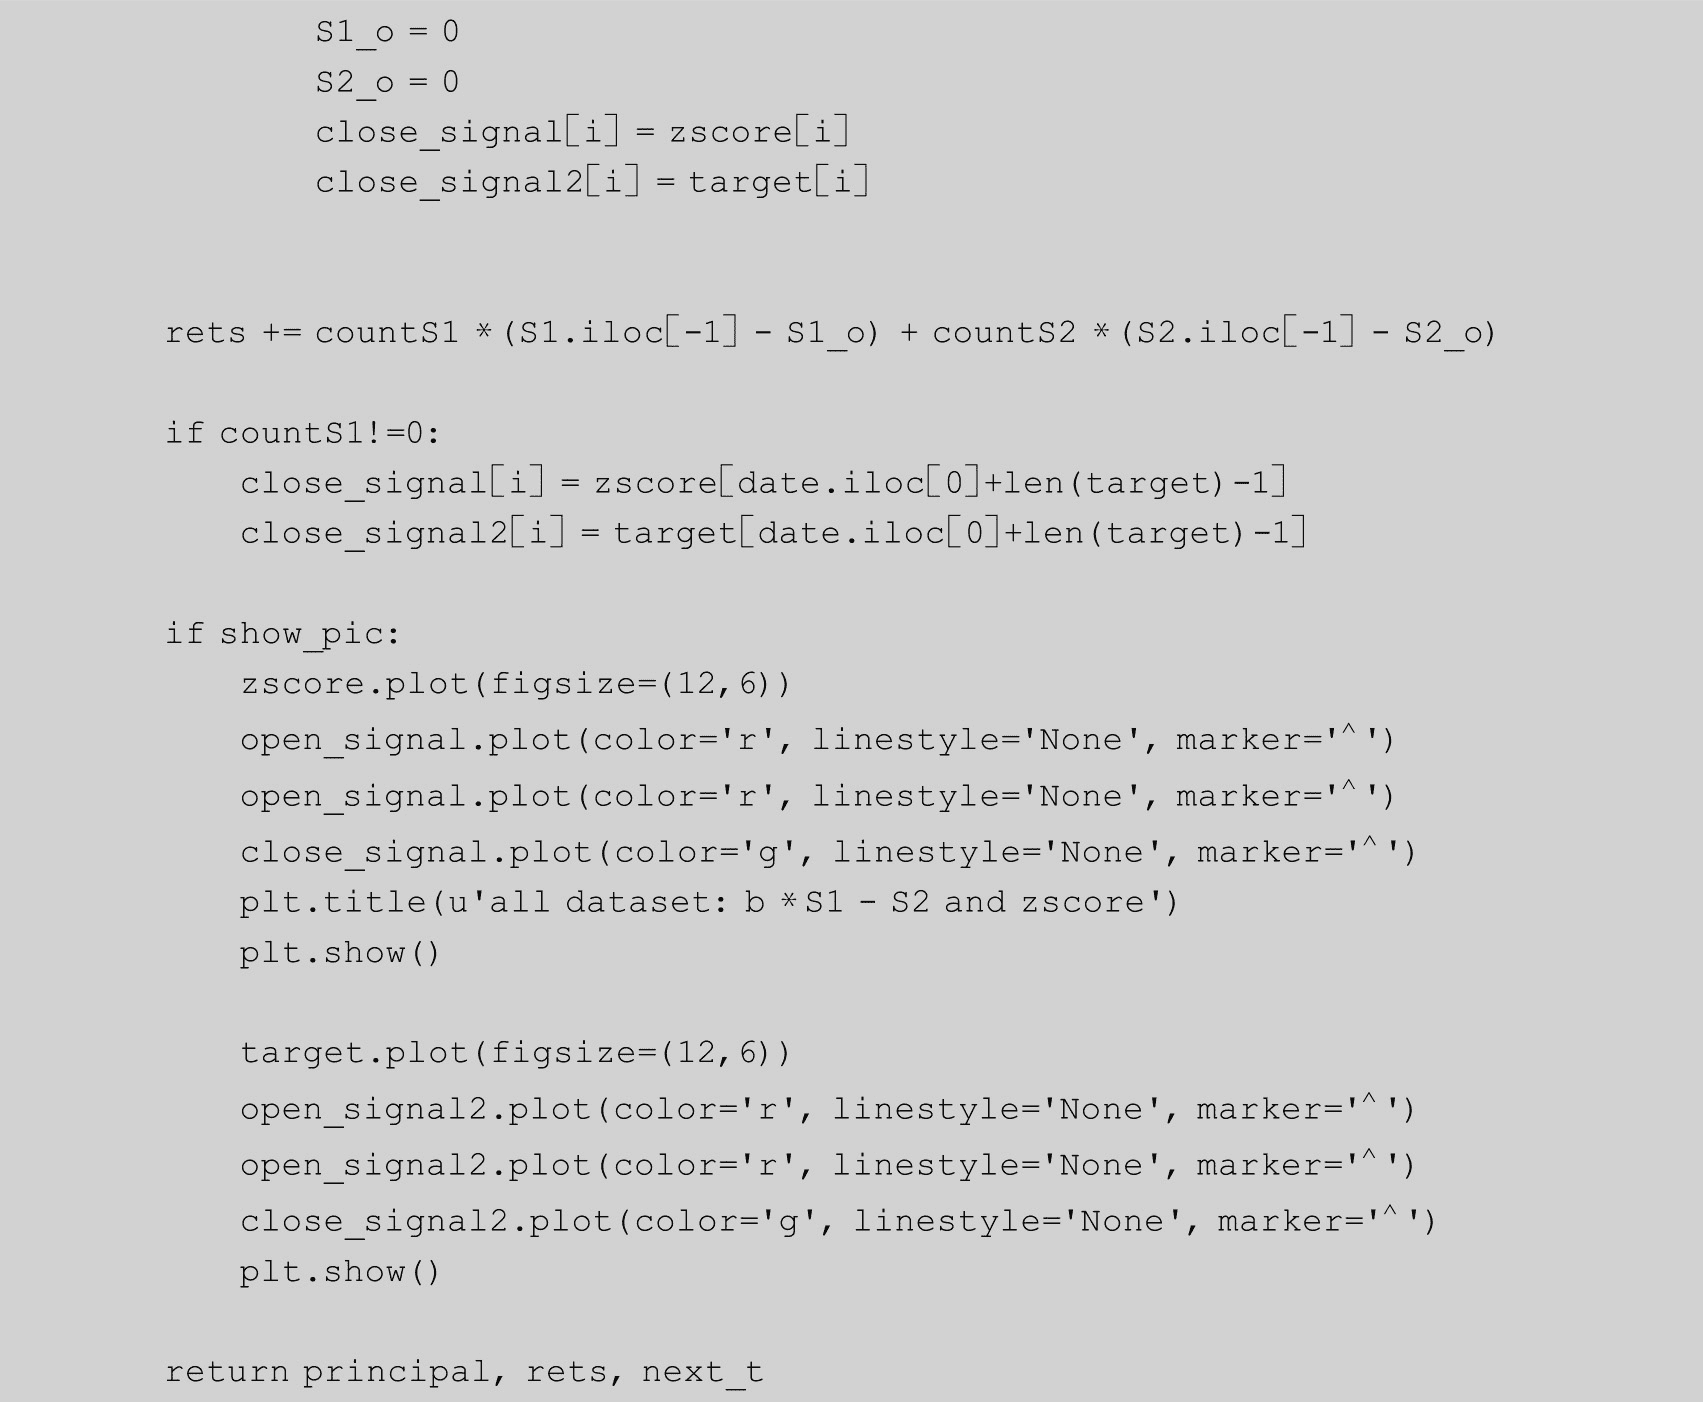 S1_o = 0
S2_o = 0
close_signal[i] = zscore[i]
close_signal2[i] = target[i]
rets += countS1 *(S1.iloc[-1] - S1_o) + countS2 *(S2.iloc[-1] - S2_o)
if countS1!=0:
close_signal[i] = zscore[date.iloc[0]+len(target)-1]
close_signal2[i] = target[date.iloc[0]+len(target)-1]
if show_pic:
zscore.plot(figsize=(12,6))
open_signal.plot(color='r', linestyle='None', marker='^')
open_signal.plot(color='r', linestyle='None', marker='^')
close_signal.plot(color='g', linestyle='None', marker='^')
plt.title(u'all dataset: b *S1 - S2 and zscore')
plt.show()
target.plot(figsize=(12,6))
open_signal2.plot(color='r', linestyle='None', marker='^')
open_signal2.plot(color='r', linestyle='None', marker='^')
close_signal2.plot(color='g', linestyle='None', marker='^')
plt.show()
return principal, rets, next_t